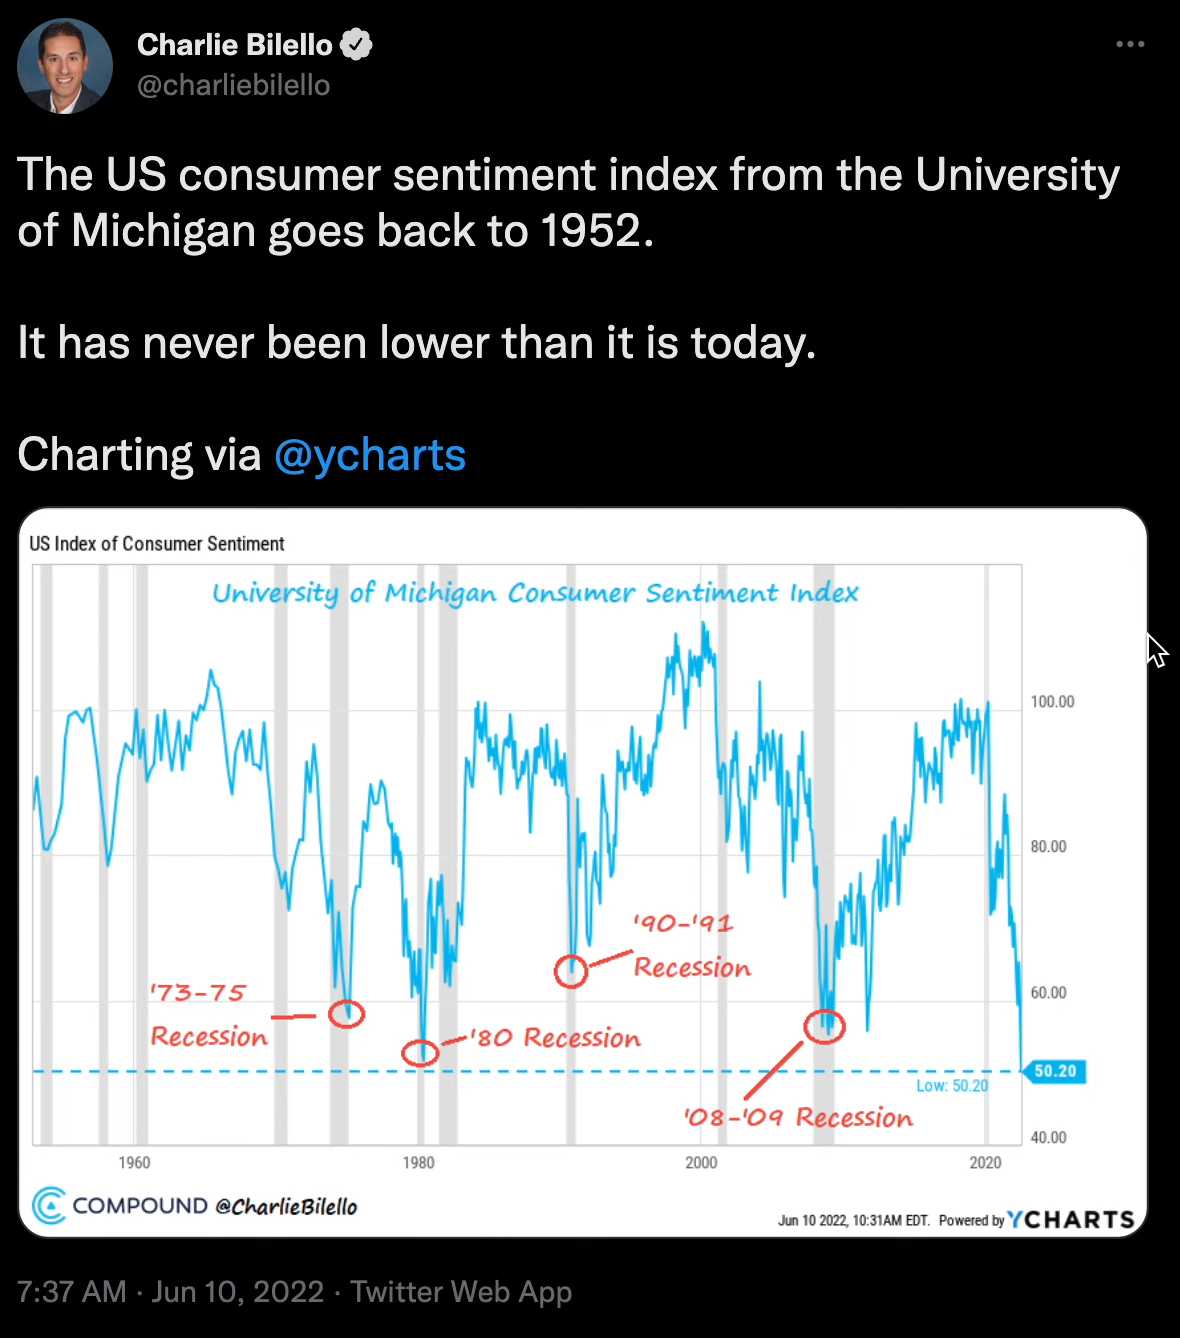 Charlie Bilello
@charliebilello
The US consumer sentiment index from the University
of Michigan goes back to 1952.
It has never been lower than it is today.
Charting via @ycharts
US Index of Consumer Sentiment
University of Michigan Consumer Sentiment Index
100.00
80.00
'90-'91
Recession
60.00
'73-75
Recession
'80 Recession
50.20
Low: 50.20
'08-'09 Recession
40.00
1960 1980 2000 2020
COMPOUND @CharlieBilello
Jun 10 2022, 10:31AM EDT. Powered by YCHARTS
7:37 AM · Jun 10, 2022 · Twitter Web App